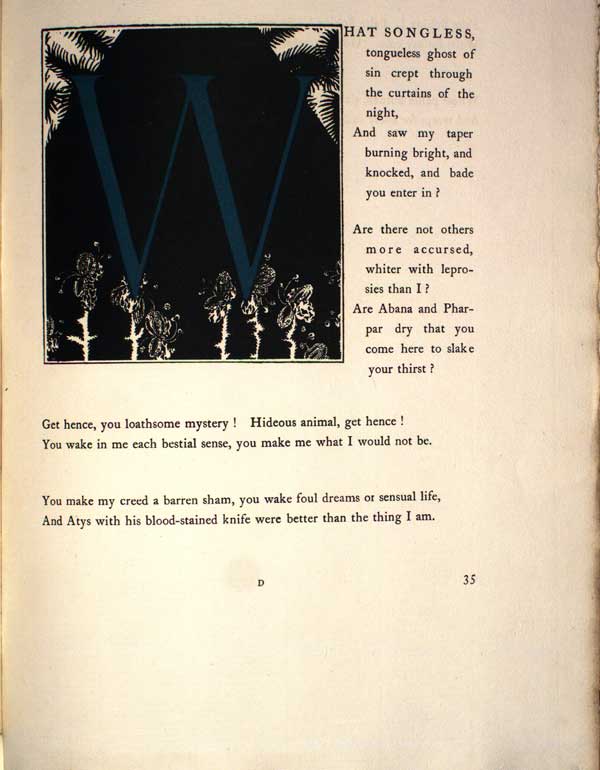 WHAT SONGLESS,
tongueless ghost of
sin crept through
the curtains of the
night,
And saw my taper
burning bright, and
knocked, and bade
you enter in ?
Are there not others
more accursed,
whiter with lepro-
sies than I ?
Are Abana and Phar-
par dry that you
come here to slake
your thirst ?
Get hence, you loathsome mystery ! Hideous animal, get hence !
You wake in me each bestial sense, you make me what I would not be.
You make my creed a barren sham, you wake foul dreams of sensual life,
And Atys with his blood-stained knife were better than the thing I am.
D
35